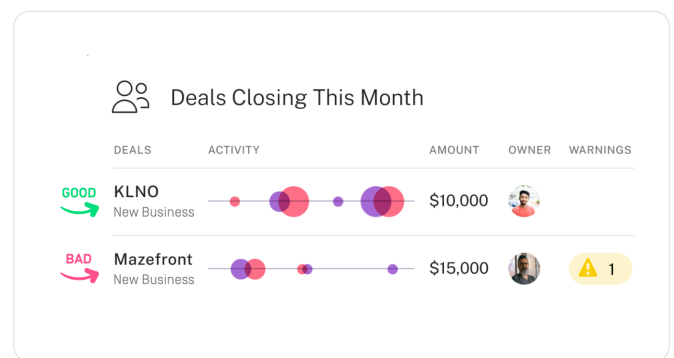 Deals Closing This Month
DEALS ACTIVITY AMOUNT OWNER WARNINGS
GOOD KLNO $10,000
New Business
BAD Mazefront $15,000 1
New Business